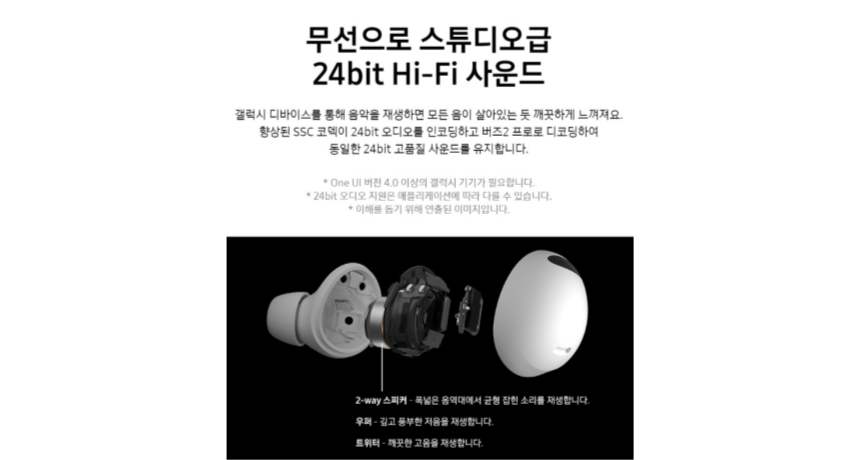 무선으로 스튜디오급
24bit Hi-Fi 사운드
갤럭시 디바이스를 통해 음악을 재생하면 모든 음이 살아있는 듯 깨끗하게 느껴져요.
향상된 SSC 코덱이 24bit 오디오를 인코딩하고 버즈2 프로로 디코딩하여
동일한 24bit 고품질 사운드를 유지합니다.
* One UI 버전 4.0 이상의 갤럭시 기기가 필요합니다.
* 24bit 오디오 지원은 애플리케이션에 따라 다를 수 있습니다.
* 이해를 돕기 위해 연출된 이미지입니다.
2-way 스피커 - 폭넓은 음역대에서 균형 잡힌 소리를 재생합니다.
우퍼 - 깊고 풍부한 저음을 재생합니다.
트위터 - 깨끗한 고음을 재생합니다.